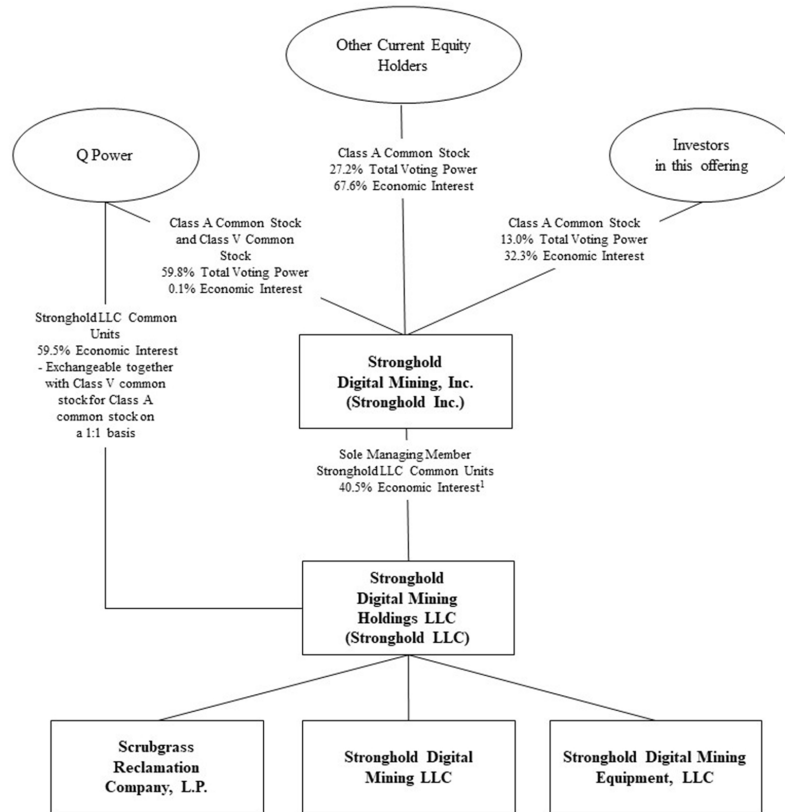 Other Current Equity
Holders
Q Power
Investors
in this offering
Class A Common Stock
27.2% Total Voting Power
67.6% Economic Interest
Class A Common Stock
and Class V Common
Stock
59.8% Total Voting Power
0.1% Economic Interest
Class A Common Stock
13.0% Total Voting Power
32.3% Economic Interest
Stronghold LLC Common
Units
59.5% Economic Interest
- Exchangeable together
with Class V common
stock for Class A
common stock on
a 1:1 basis
Stronghold
Digital Mining, Inc.
(Stronghold Inc.)
Sole Managing Member
Stronghold LLC Common Units
40.5% Economic Interest¹
Stronghold
Digital Mining
Holdings LLC
(Stronghold LLC)
Scrubgrass
Reclamation
Company, L.P.
Stronghold Digital
Mining LLC
Stronghold Digital Mining
Equipment, LLC